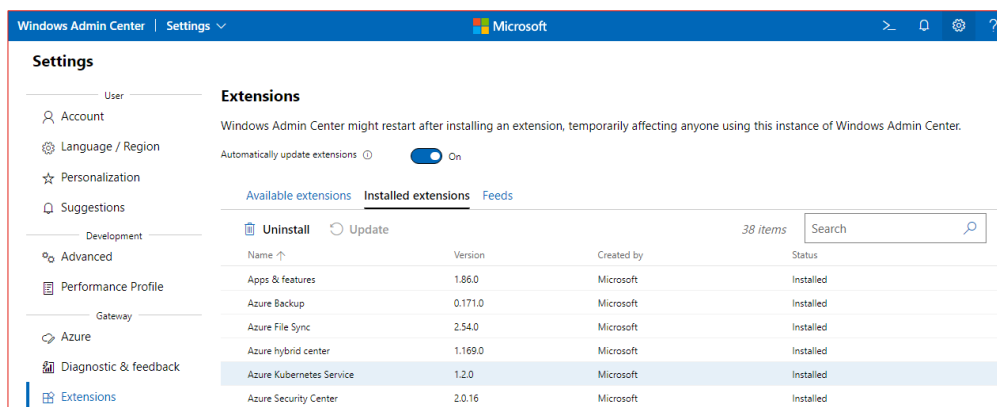 Windows Admin Center | Settings Microsoft ?
Settings
User
Account
Language / Region
Personalization
Suggestions
Development
Advanced
Performance Profile
Gateway
Azure
Diagnostic & feedback
Extensions
Extensions
Windows Admin Center might restart after installing an extension, temporarily affecting anyone using this instance of Windows Admin Center.
Automatically update extensions On
Available extensions Installed extensions Feeds
Uninstall Update 38 items Search
Name Version Created by Status
Apps & features 1.86.0 Microsoft Installed
Azure Backup 0.171.0 Microsoft Installed
Azure File Sync 2.54.0 Microsoft Installed
Azure hybrid center 1.169.0 Microsoft Installed
Azure Kubernetes Service 1.2.0 Microsoft Installed
Azure Security Center 2.0.16 Microsoft Installed